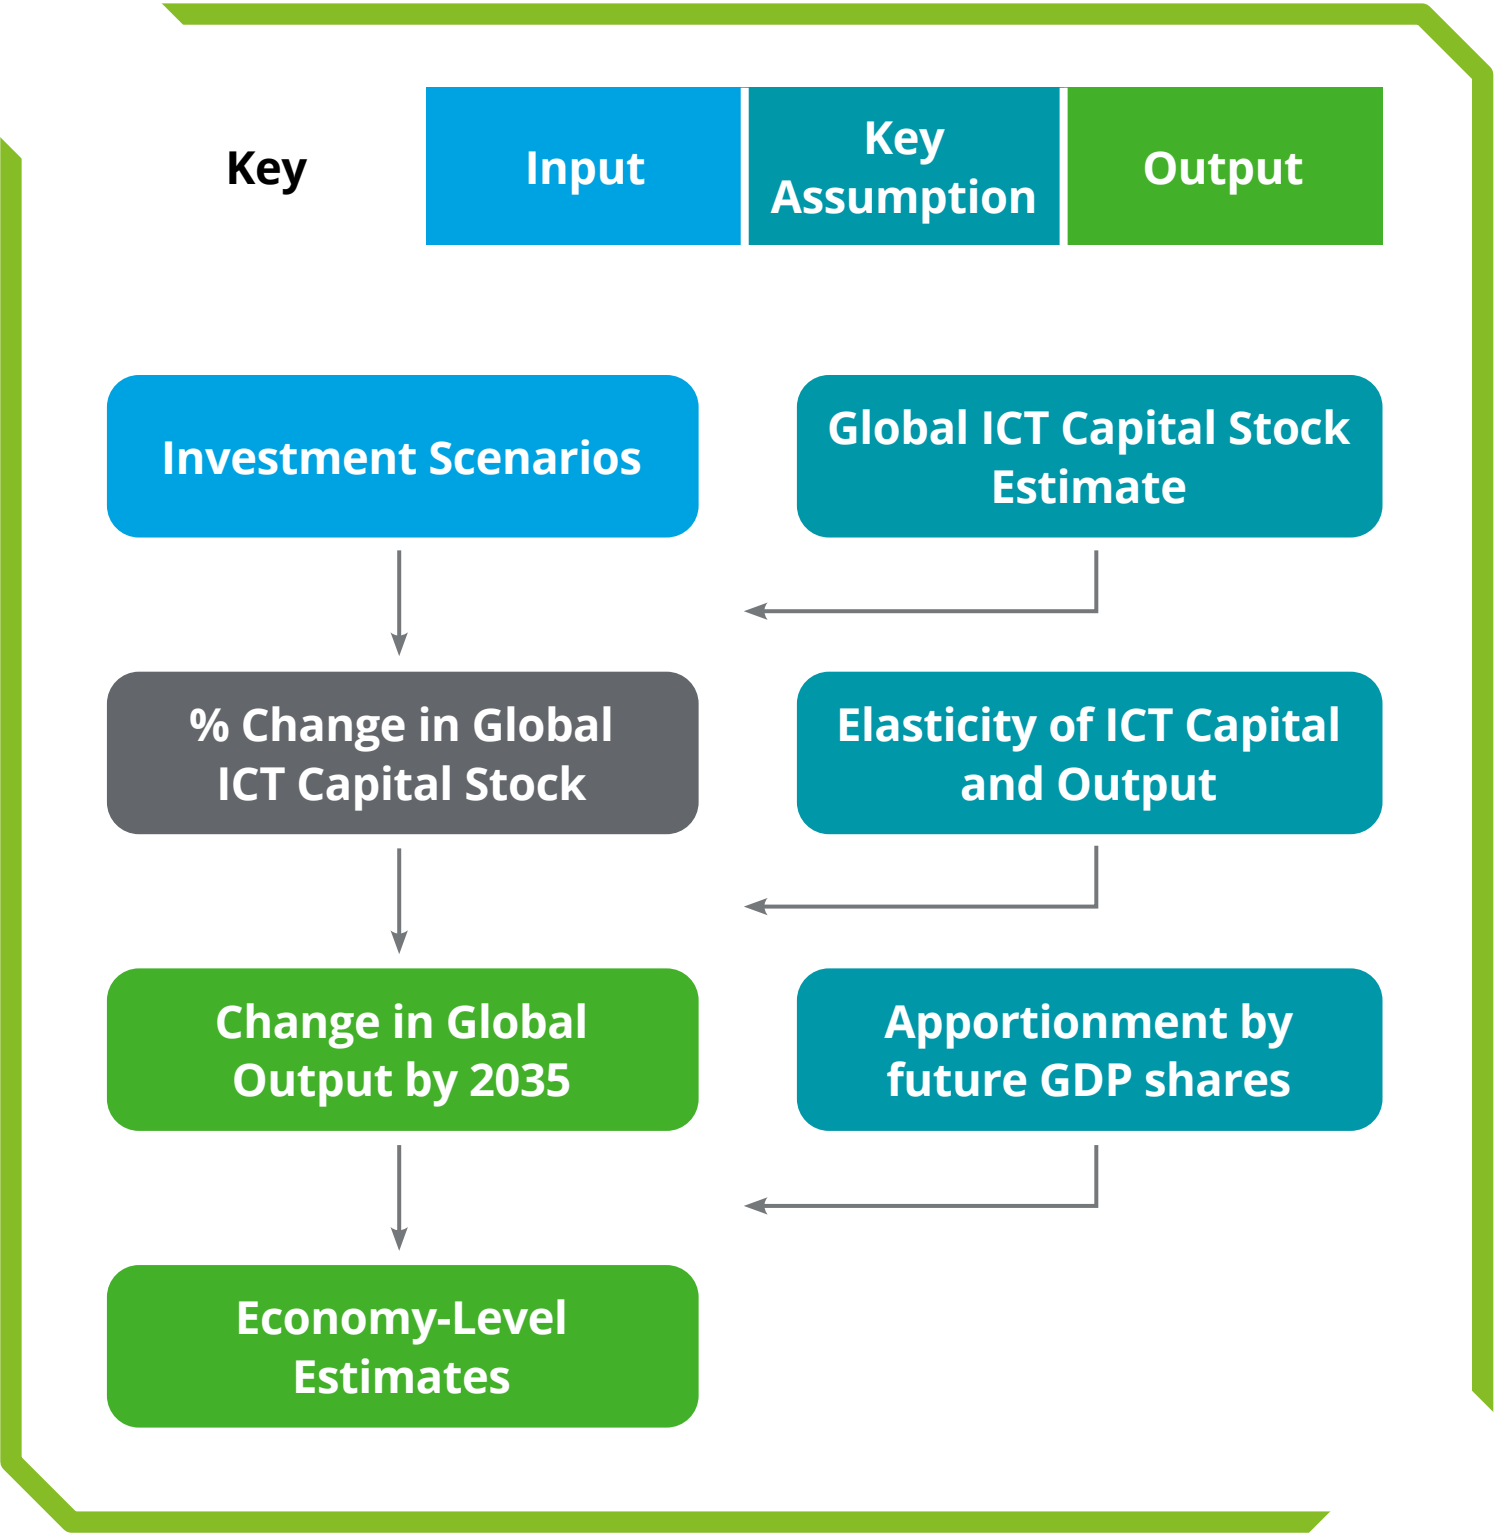 Key
Input
Key
Assumption
Output
Investment Scenarios
Global ICT Capital Stock
Estimate
% Change in Global
ICT Capital Stock
Elasticity of ICT Capital
and Output
Change in Global
Output by 2035
Apportionment by
future GDP shares
Economy-Level
Estimates